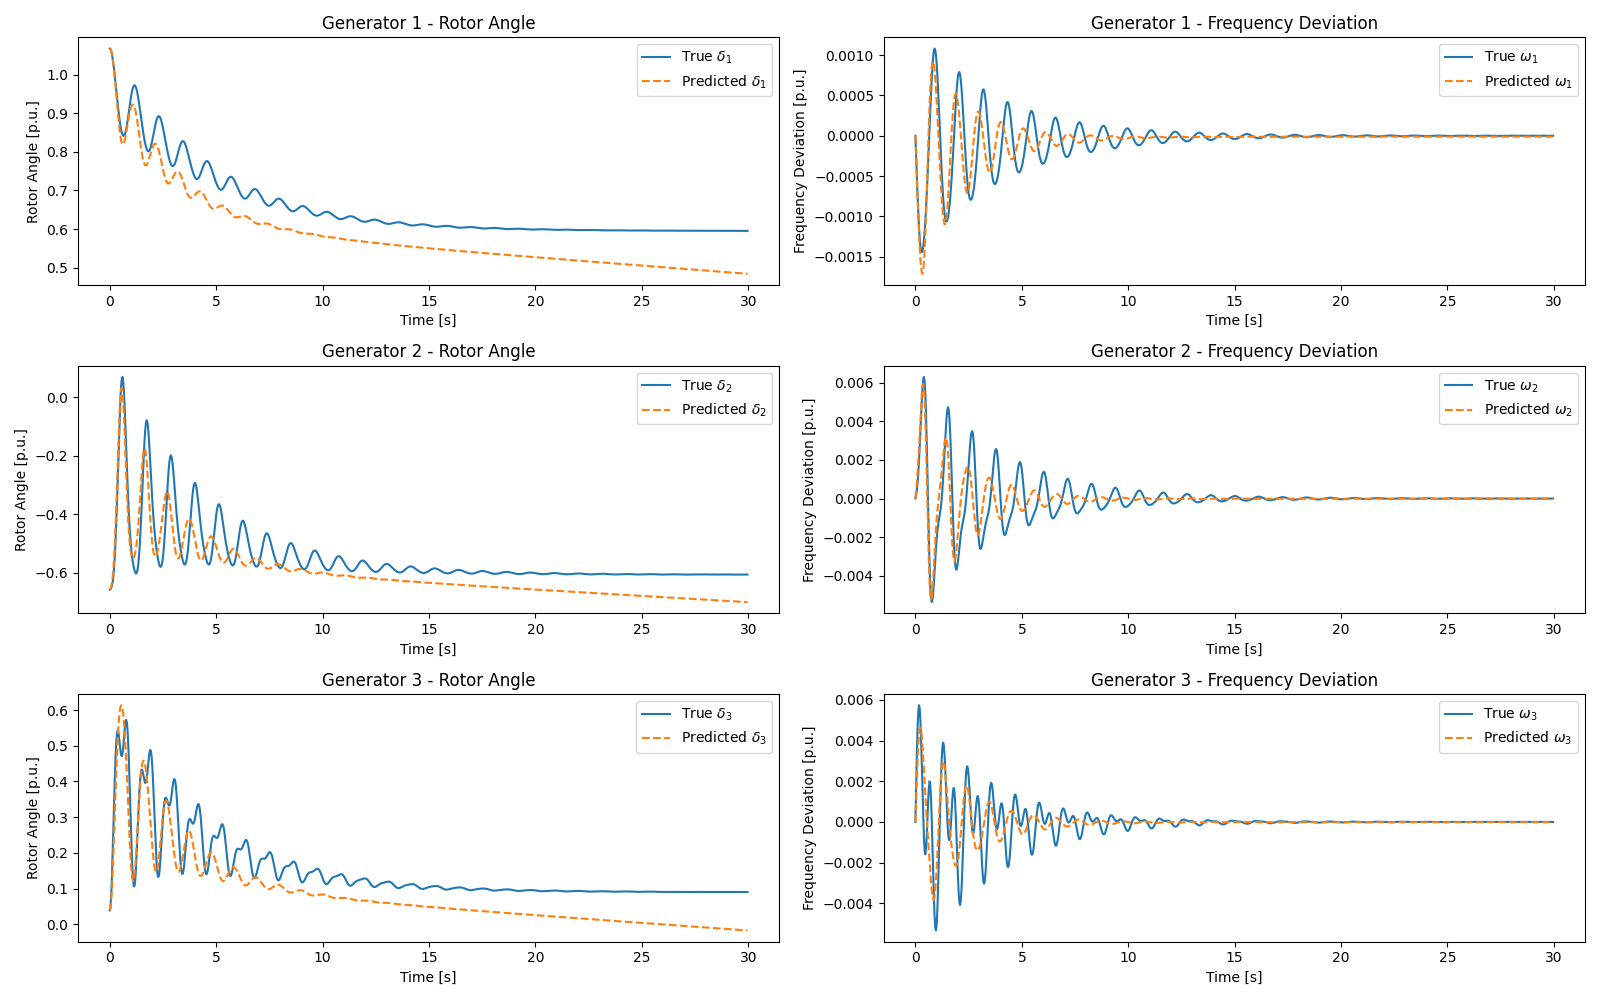 Generator 1 - Rotor Angle
Rotor Angle [p.u.]
1.0
0.9
0.8
0.7
0.6
0.5
True δ₁
Predicted δ₁
0 5 10 15 20 25 30
Time [s]
Generator 1 - Frequency Deviation
Frequency Deviation [p.u.]
0.0010
0.0005
0.0000
−0.0005
−0.0010
−0.0015
True ω₁
Predicted ω₁
0 5 10 15 20 25 30
Time [s]
Generator 2 - Rotor Angle
Rotor Angle [p.u.]
0.0
−0.2
−0.4
−0.6
True δ₂
Predicted δ₂
0 5 10 15 20 25 30
Time [s]
Generator 2 - Frequency Deviation
Frequency Deviation [p.u.]
0.006
0.004
0.002
0.000
−0.002
−0.004
True ω₂
Predicted ω₂
0 5 10 15 20 25 30
Time [s]
Generator 3 - Rotor Angle
Rotor Angle [p.u.]
0.6
0.5
0.4
0.3
0.2
0.1
0.0
True δ₃
Predicted δ₃
0 5 10 15 20 25 30
Time [s]
Generator 3 - Frequency Deviation
Frequency Deviation [p.u.]
0.006
0.004
0.002
0.000
−0.002
−0.004
True ω₃
Predicted ω₃
0 5 10 15 20 25 30
Time [s]